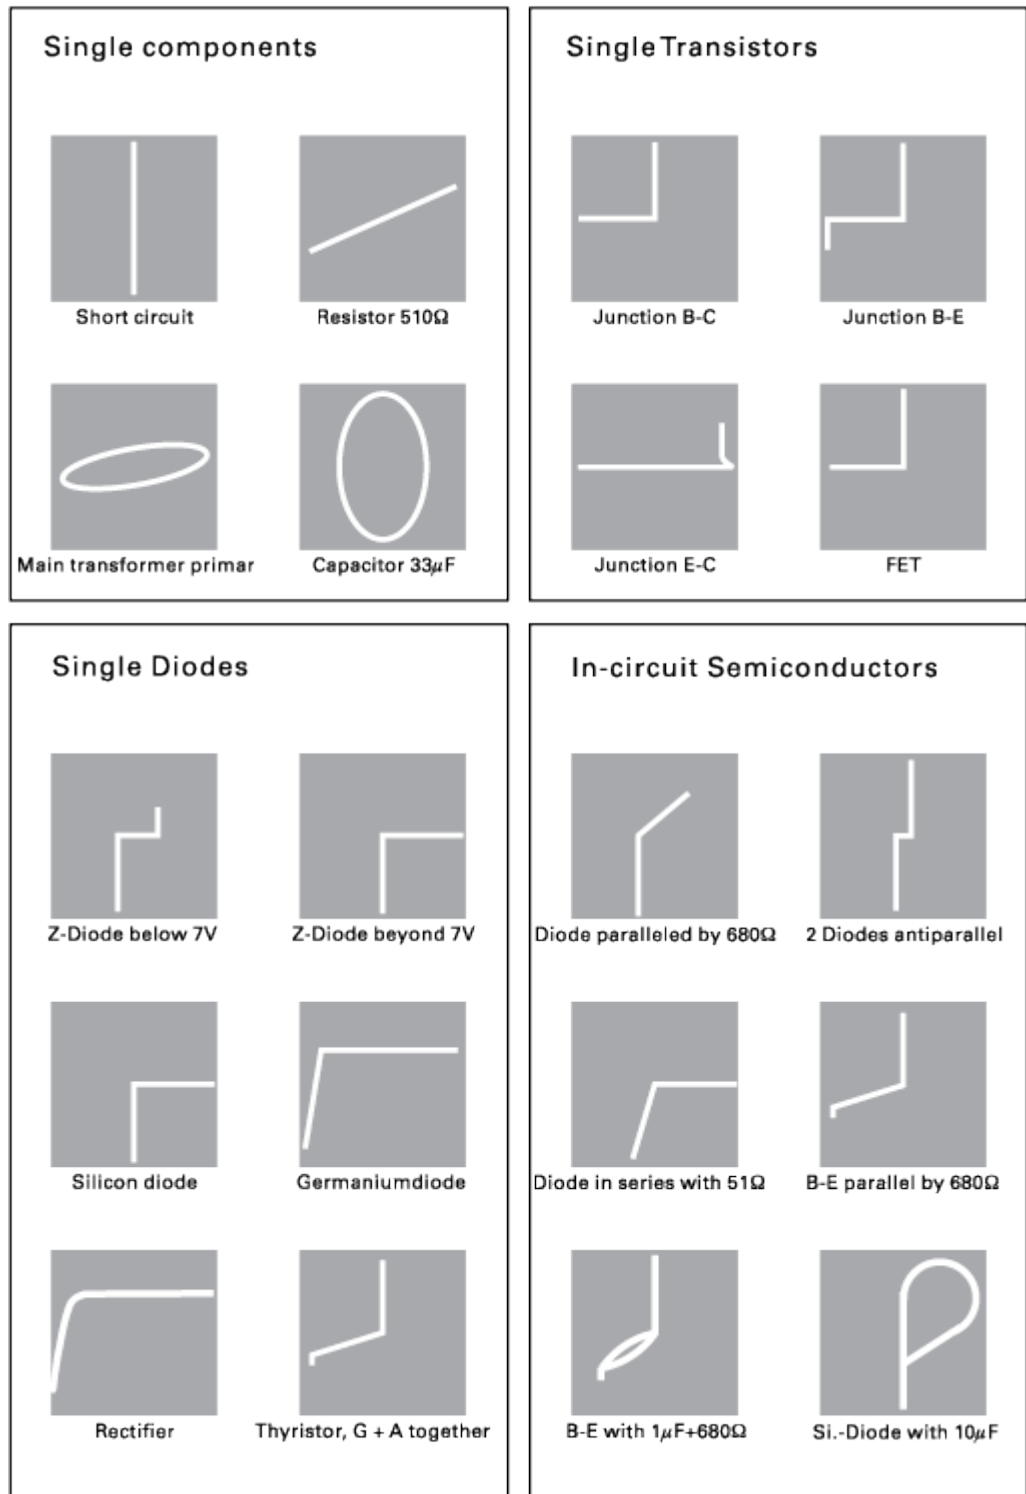 Single components
Short circuit
Resistor 510Ω
Main transformer primar
Capacitor 33µF
Single Transistors
Junction B-C
Junction B-E
Junction E-C
FET
Single Diodes
Z-Diode below 7V
Z-Diode beyond 7V
Silicon diode
Germaniumdiode
Rectifier
Thyristor, G + A together
In-circuit Semiconductors
Diode paralleled by 680Ω
2 Diodes antiparallel
Diode in series with 51Ω
B-E parallel by 680Ω
B-E with 1µF+680Ω
Si.-Diode with 10µF